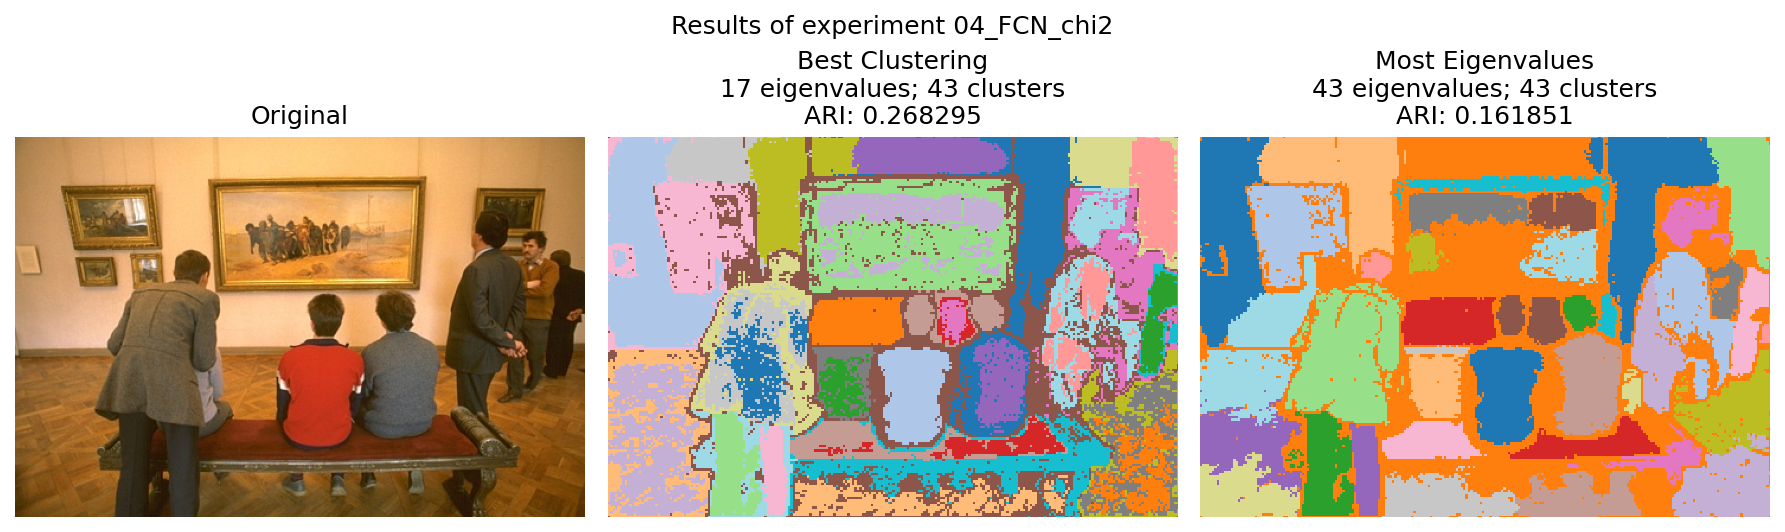 Results of experiment 04_FCN_chi2
Original
Best Clustering
17 eigenvalues; 43 clusters
ARI: 0.268295
Most Eigenvalues
43 eigenvalues; 43 clusters
ARI: 0.161851